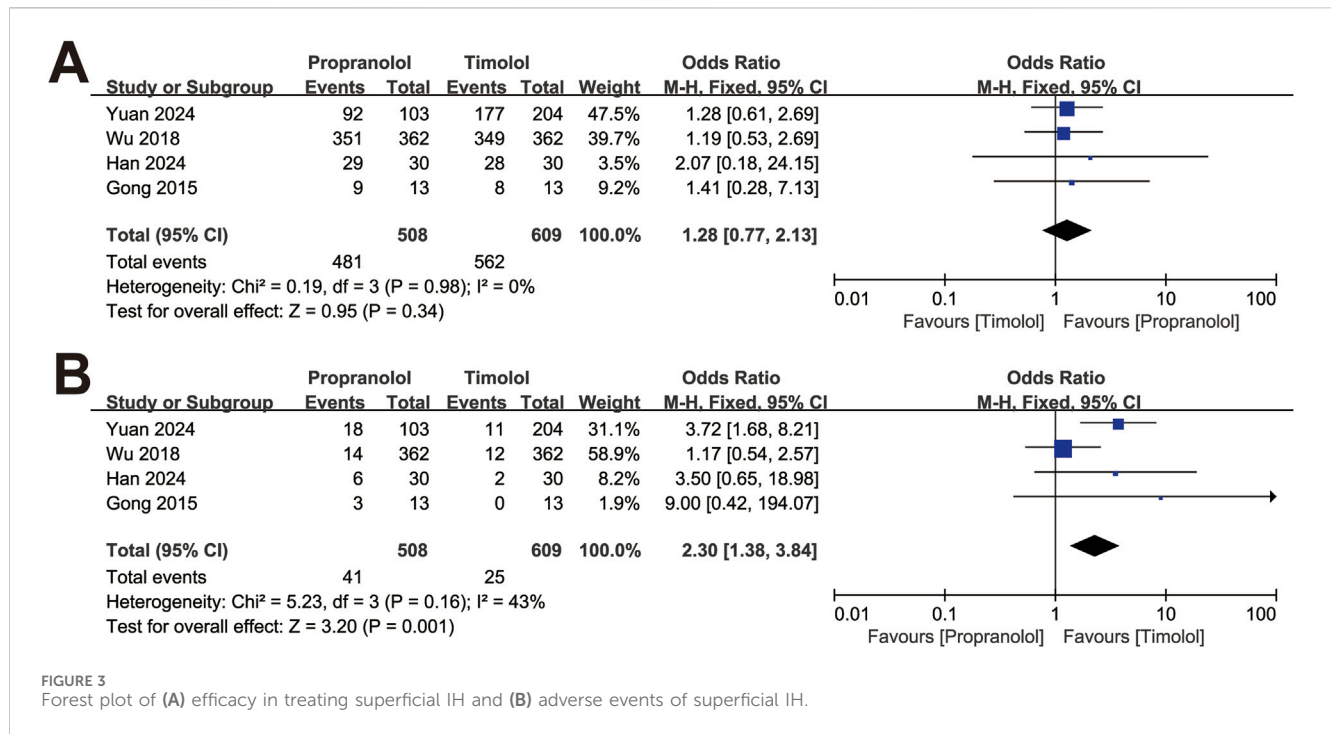 A
Propranolol Timolol Odds Ratio Odds Ratio
Study or Subgroup Events Total Events Total Weight M-H, Fixed, 95% CI M-H, Fixed, 95% CI
Yuan 2024 92 103 177 204 47.5% 1.28 [0.61, 2.69]
Wu 2018 351 362 349 362 39.7% 1.19 [0.53, 2.69]
Han 2024 29 30 28 30 3.5% 2.07 [0.18, 24.15]
Gong 2015 9 13 8 13 9.2% 1.41 [0.28, 7.13]
Total (95% CI) 508 609 100.0% 1.28 [0.77, 2.13]
Total events 481 562
Heterogeneity: Chi² = 0.19, df = 3 (P = 0.98); I² = 0%
Test for overall effect: Z = 0.95 (P = 0.34)
0.01 0.1 1 10 100
Favours [Timolol] Favours [Propranolol]
B
Propranolol Timolol Odds Ratio Odds Ratio
Study or Subgroup Events Total Events Total Weight M-H, Fixed, 95% CI M-H, Fixed, 95% CI
Yuan 2024 18 103 11 204 31.1% 3.72 [1.68, 8.21]
Wu 2018 14 362 12 362 58.9% 1.17 [0.54, 2.57]
Han 2024 6 30 2 30 8.2% 3.50 [0.65, 18.98]
Gong 2015 3 13 0 13 1.9% 9.00 [0.42, 194.07]
Total (95% CI) 508 609 100.0% 2.30 [1.38, 3.84]
Total events 41 25
Heterogeneity: Chi² = 5.23, df = 3 (P = 0.16); I² = 43%
Test for overall effect: Z = 3.20 (P = 0.001)
0.01 0.1 1 10 100
Favours [Propranolol] Favours [Timolol]
FIGURE 3
Forest plot of (A) efficacy in treating superficial IH and (B) adverse events of superficial IH.